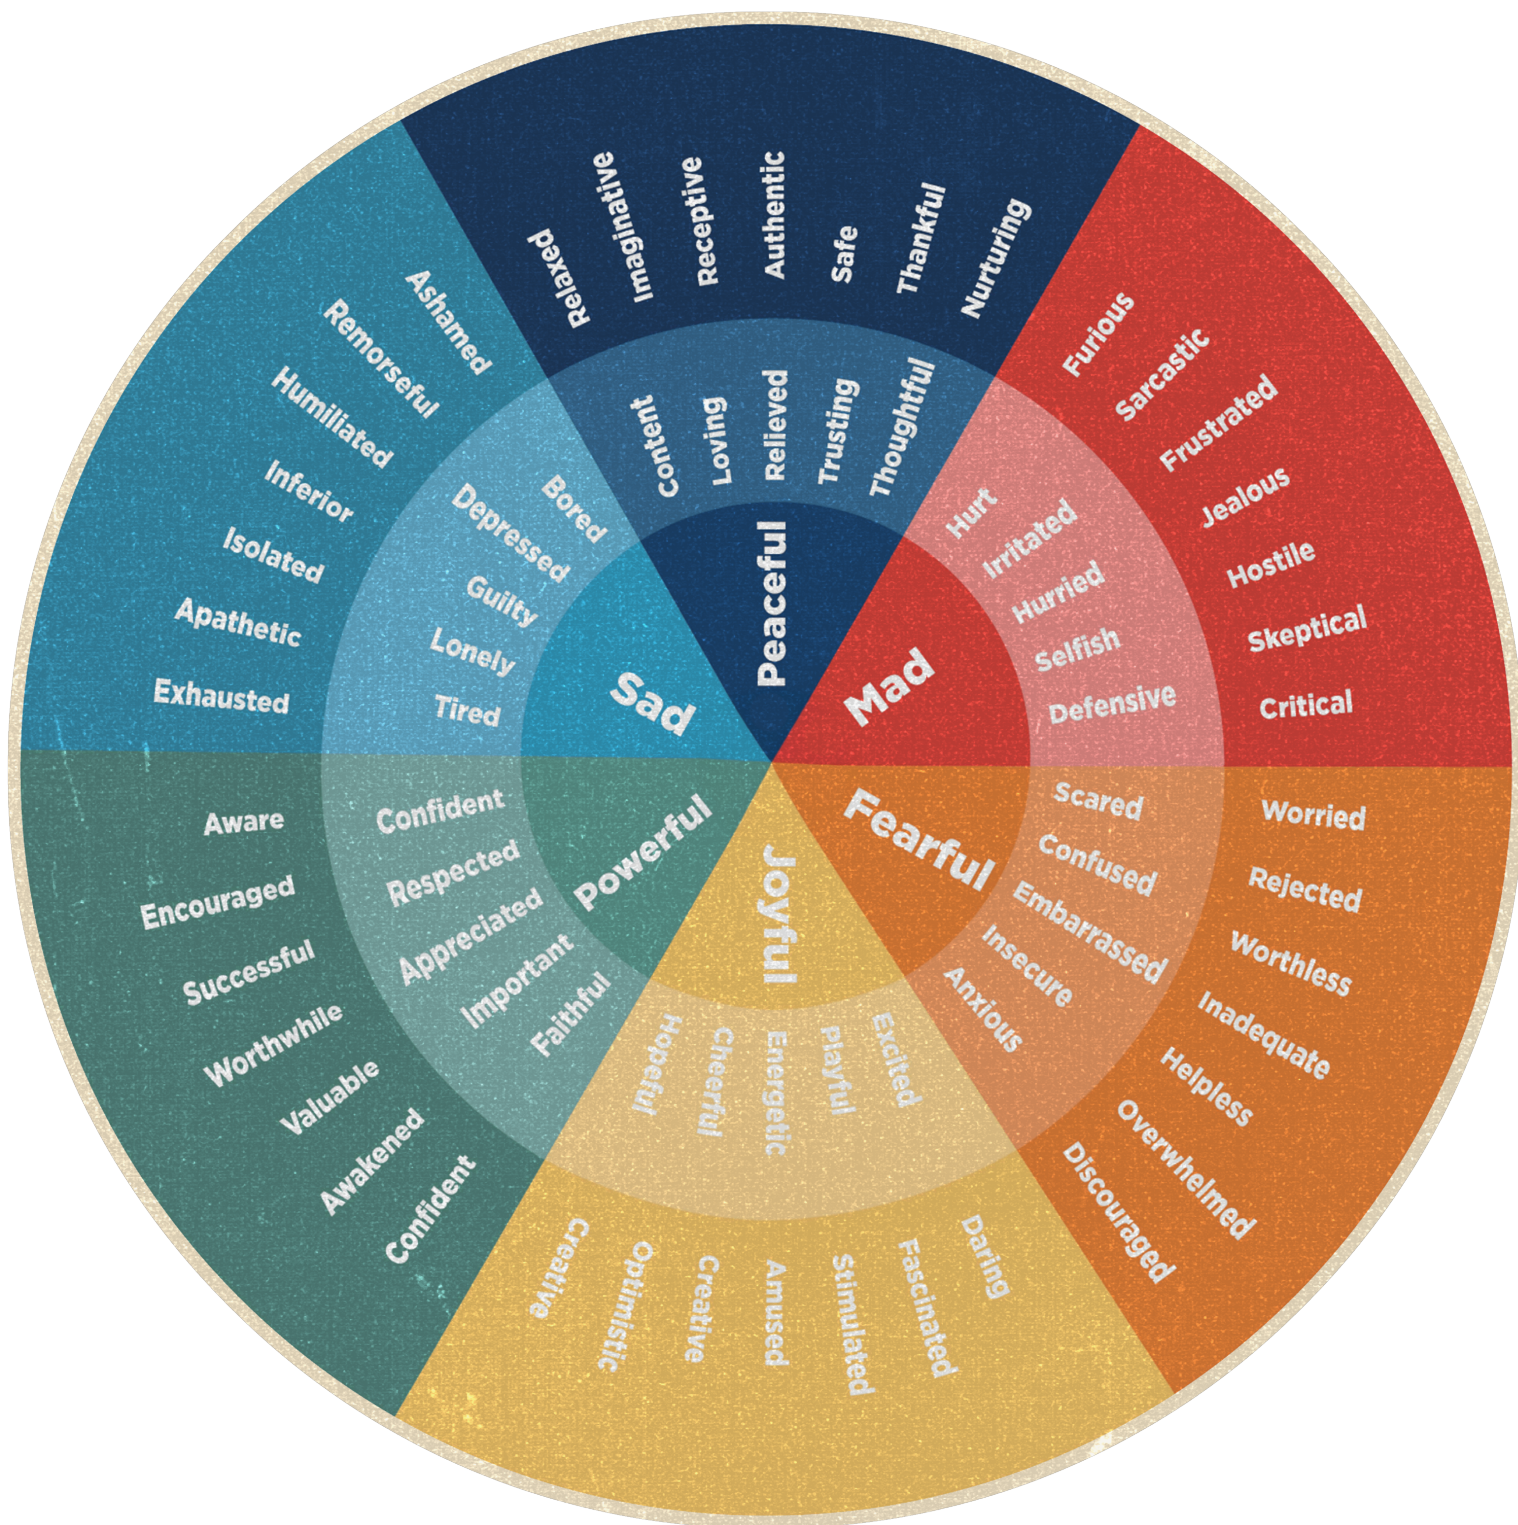 Peaceful
Content
Loving
Relieved
Trusting
Thoughtful
Relaxed
Imaginative
Receptive
Authentic
Safe
Thankful
Nurturing
Mad
Hurt
Irritated
Hurried
Selfish
Defensive
Furious
Sarcastic
Frustrated
Jealous
Hostile
Skeptical
Critical
Fearful
Scared
Confused
Embarrassed
Insecure
Anxious
Worried
Rejected
Worthless
Inadequate
Helpless
Overwhelmed
Discouraged
Joyful
Excited
Playful
Energetic
Cheerful
Hopeful
Daring
Fascinated
Stimulated
Amused
Creative
Optimistic
Creative
Powerful
Faithful
Important
Appreciated
Respected
Confident
Confident
Awakened
Valuable
Worthwhile
Successful
Encouraged
Aware
Sad
Tired
Lonely
Guilty
Depressed
Bored
Exhausted
Apathetic
Isolated
Inferior
Humiliated
Remorseful
Ashamed